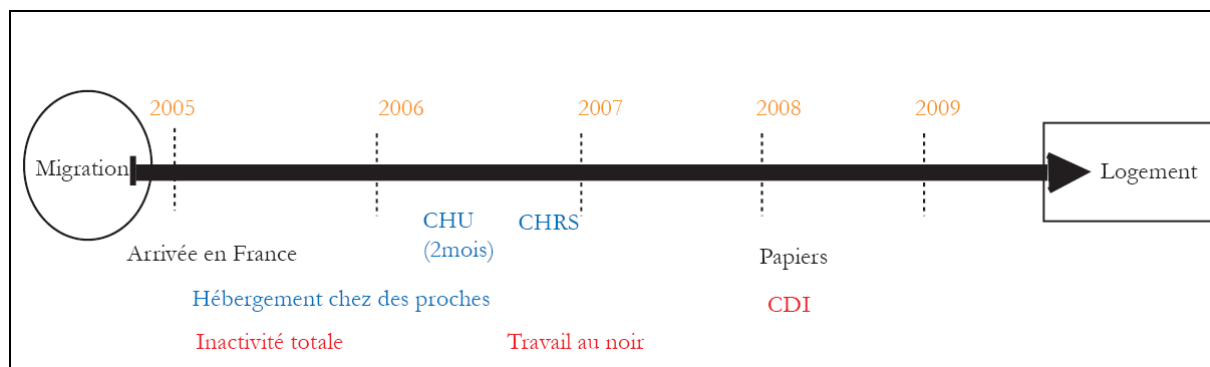 2005
2006
2007
2008
2009
Migration
Logement
CHU
(2mois)
CHRS
Arrivée en France
Papiers
Hébergement chez des proches
CDI
Inactivité totale
Travail au noir